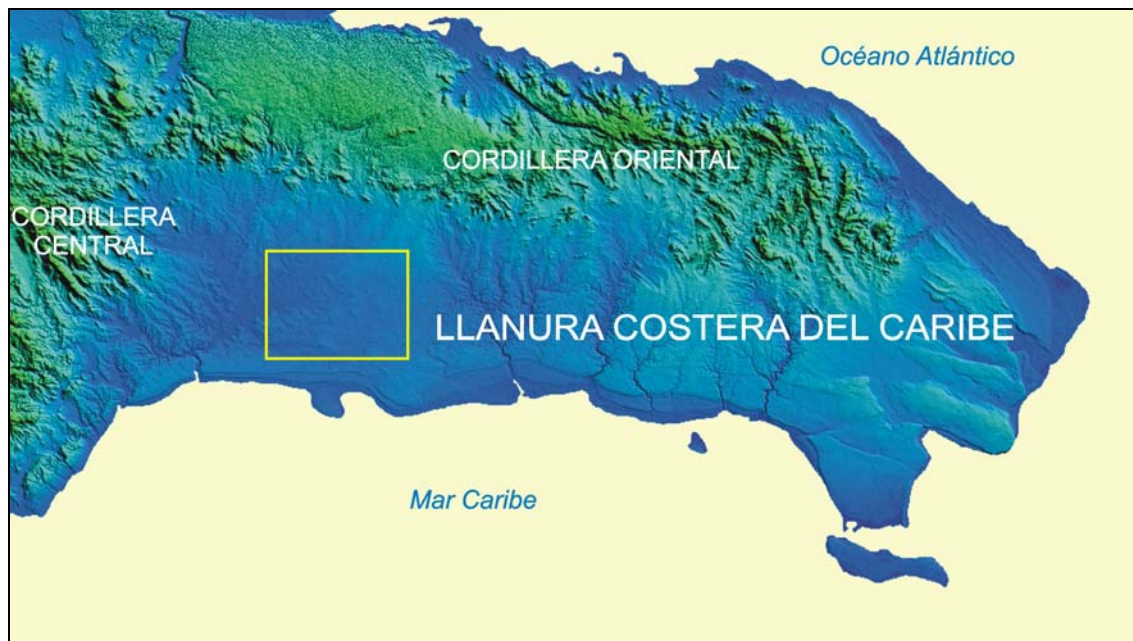 Océano Atlántico
CORDILLERA ORIENTAL
CORDILLERA
CENTRAL
LLANURA COSTERA DEL CARIBE
Mar Caribe